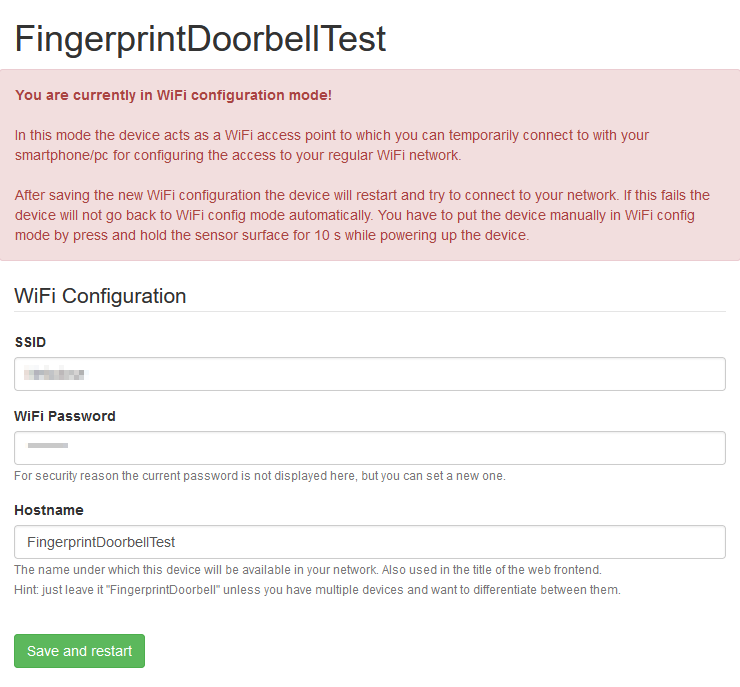 FingerprintDoorbellTest
You are currently in WiFi configuration mode!
In this mode the device acts as a WiFi access point to which you can temporarily connect to with your
smartphone/pc for configuring the access to your regular WiFi network.
After saving the new WiFi configuration the device will restart and try to connect to your network. If this fails the
device will not go back to WiFi config mode automatically. You have to put the device manually in WiFi config
mode by press and hold the sensor surface for 10 s while powering up the device.
WiFi Configuration
SSID
WiFi Password
For security reason the current password is not displayed here, but you can set a new one.
Hostname
FingerprintDoorbellTest
The name under which this device will be available in your network. Also used in the title of the web frontend.
Hint: just leave it "FingerprintDoorbell" unless you have multiple devices and want to differentiate between them.
Save and restart